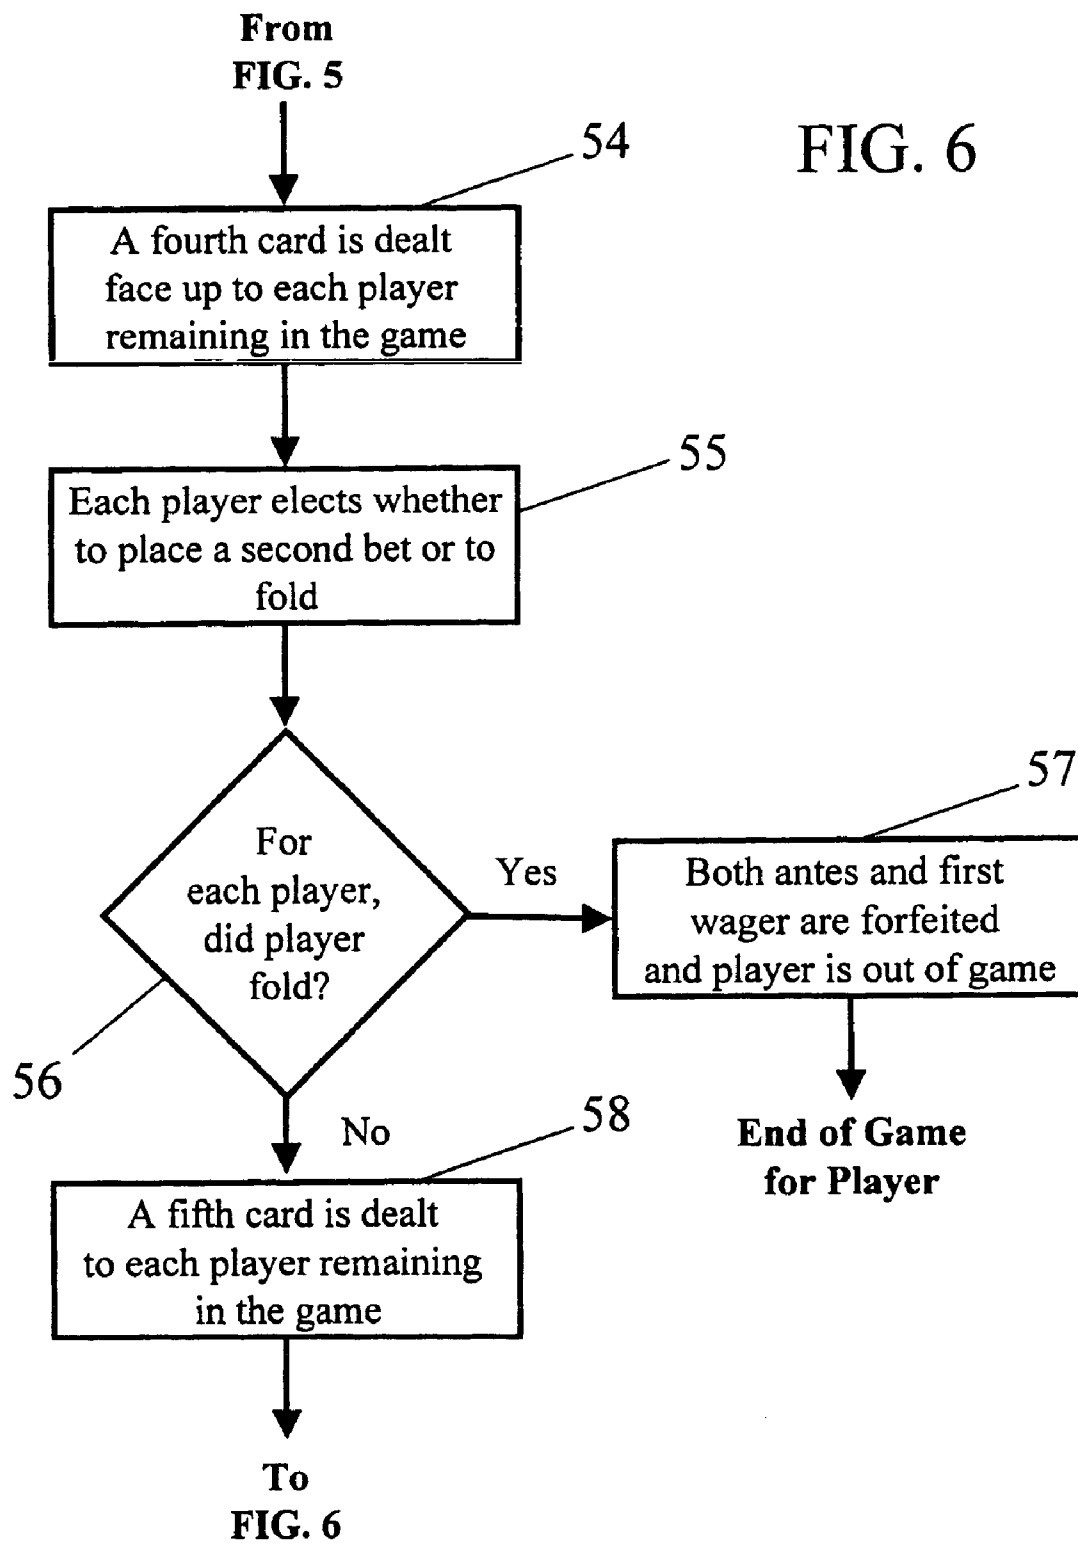 From
FIG. 5
FIG. 6
54
A fourth card is dealt
face up to each player
remaining in the game
55
Each player elects whether
to place a second bet or to
fold
56
For
each player,
did player
fold?
Yes
57
Both antes and first
wager are forfeited
and player is out of game
End of Game
for Player
No
58
A fifth card is dealt
to each player remaining
in the game
To
FIG. 6